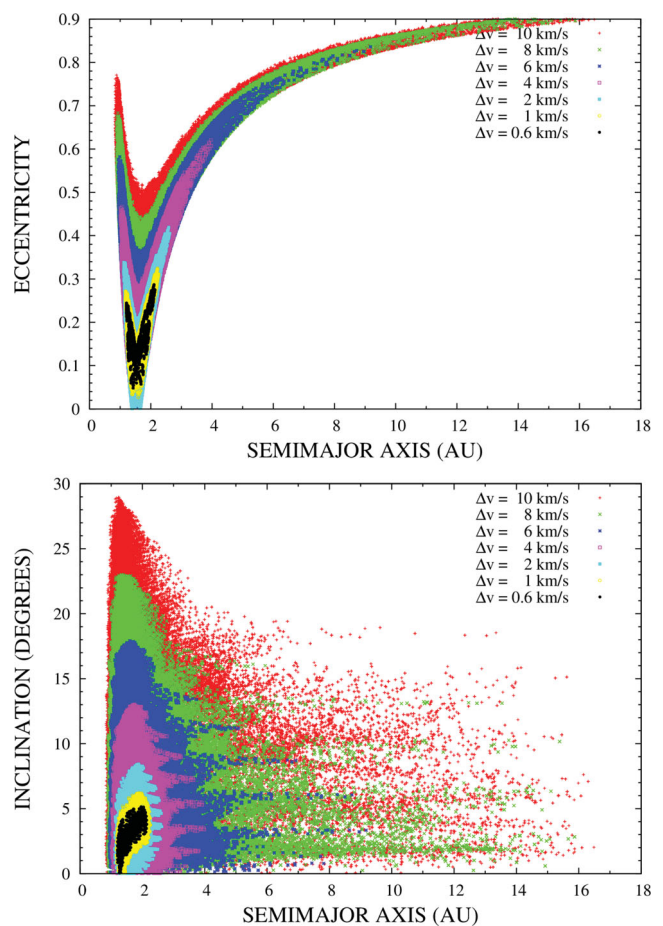 0.9
0.8
0.7
0.6
0.5
0.4
0.3
0.2
0.1
0
ECCENTRICITY
Δv = 10 km/s
Δv = 8 km/s
Δv = 6 km/s
Δv = 4 km/s
Δv = 2 km/s
Δv = 1 km/s
Δv = 0.6 km/s
0 2 4 6 8 10 12 14 16 18
SEMIMAJOR AXIS (AU)
30
25
20
15
10
5
0
INCLINATION (DEGREES)
Δv = 10 km/s
Δv = 8 km/s
Δv = 6 km/s
Δv = 4 km/s
Δv = 2 km/s
Δv = 1 km/s
Δv = 0.6 km/s
0 2 4 6 8 10 12 14 16 18
SEMIMAJOR AXIS (AU)